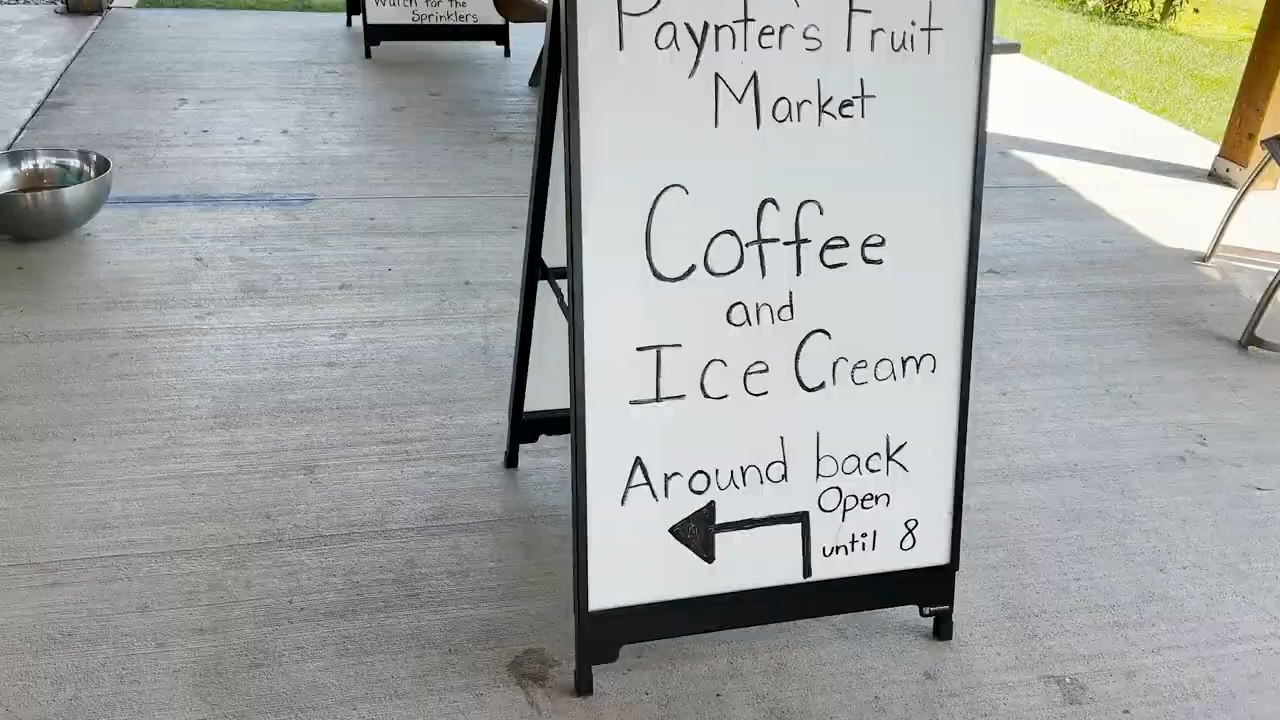 Watch for the
Sprinklers
Paynter's Fruit
Market
Coffee
and
Ice Cream
Around back
Open
until 8